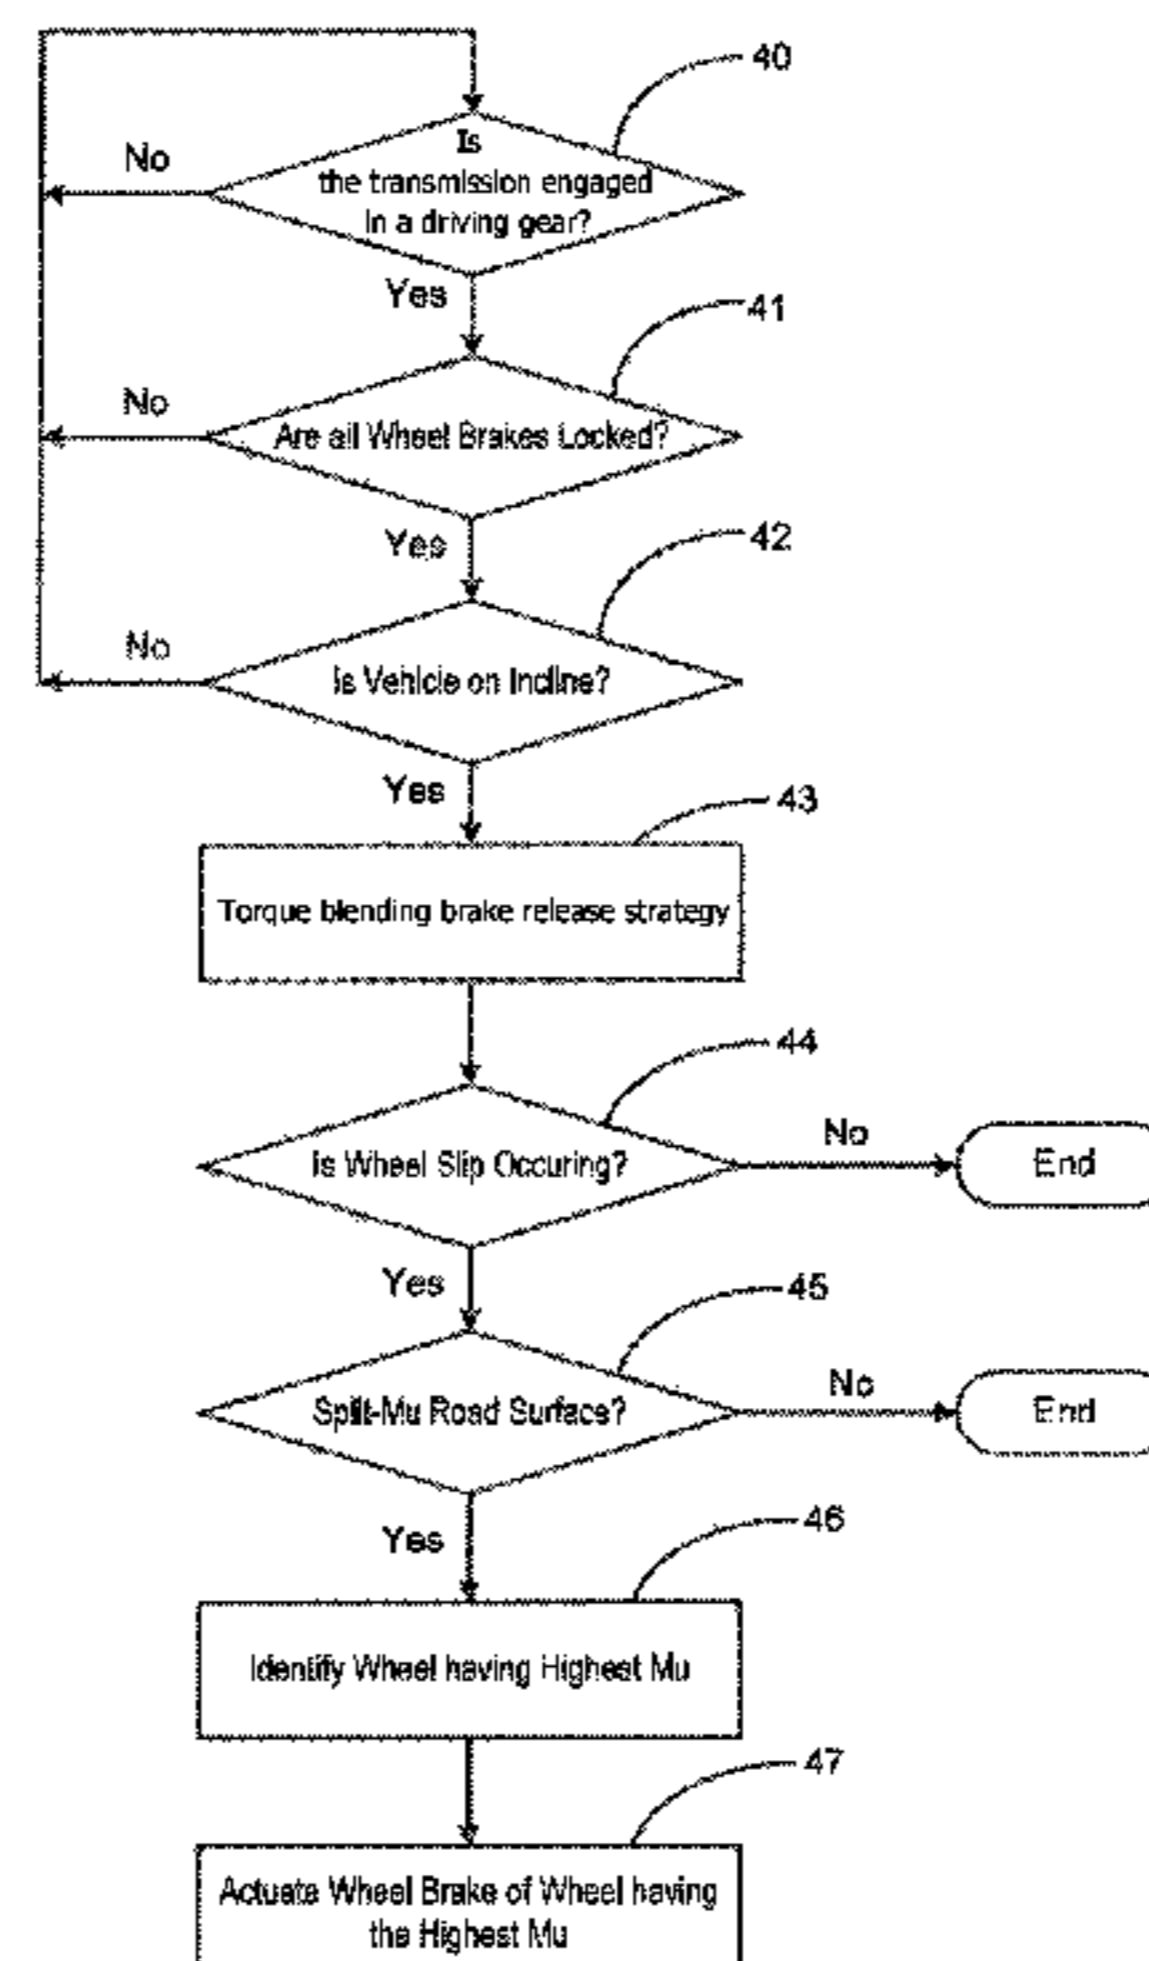 40
Is
the transmission engaged
in a driving gear?
No
Yes
41
Are all Wheel Brakes Locked?
No
Yes
42
Is Vehicle on Incline?
No
Yes
43
Torque blending brake release strategy
44
Is Wheel Slip Occuring?
No
End
Yes
45
Split-Mu Road Surface?
No
End
Yes
46
Identify Wheel having Highest Mu
47
Actuate Wheel Brake of Wheel having
the Highest Mu